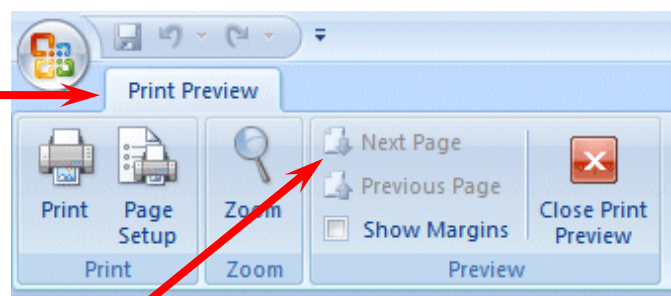 Print Preview
Print
Page
Setup
Zoom
Next Page
Previous Page
Show Margins
Close Print
Preview
Print
Zoom
Preview